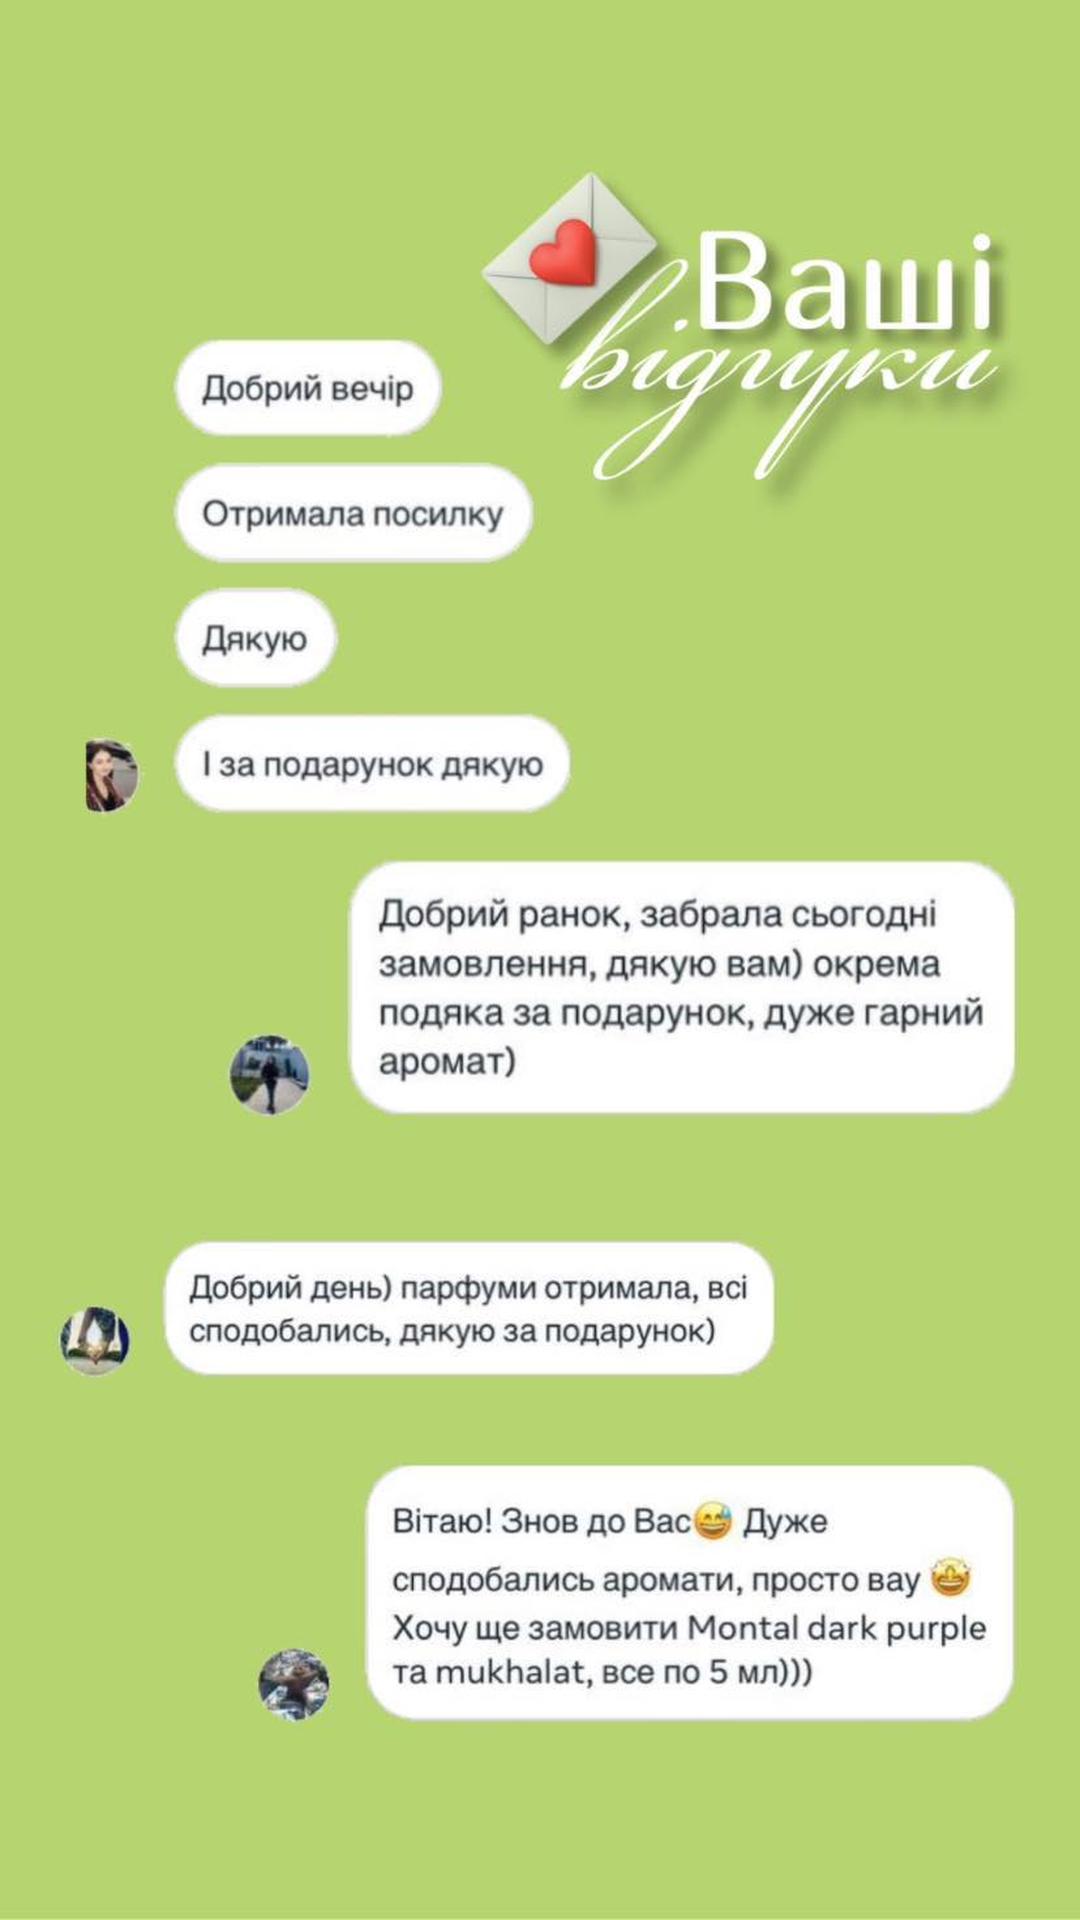 Ваші
відгуки
Добрий вечір
Отримала посилку
Дякую
І за подарунок дякую
Добрий ранок, забрала сьогодні
замовлення, дякую вам) окрема
подяка за подарунок, дуже гарний
аромат)
Добрий день) парфуми отримала, всі
сподобались, дякую за подарунок)
Вітаю! Знов до Вас😅 Дуже
сподобались аромати, просто вау 🤩
Хочу ще замовити Montal dark purple
та mukhalat, все по 5 мл)))